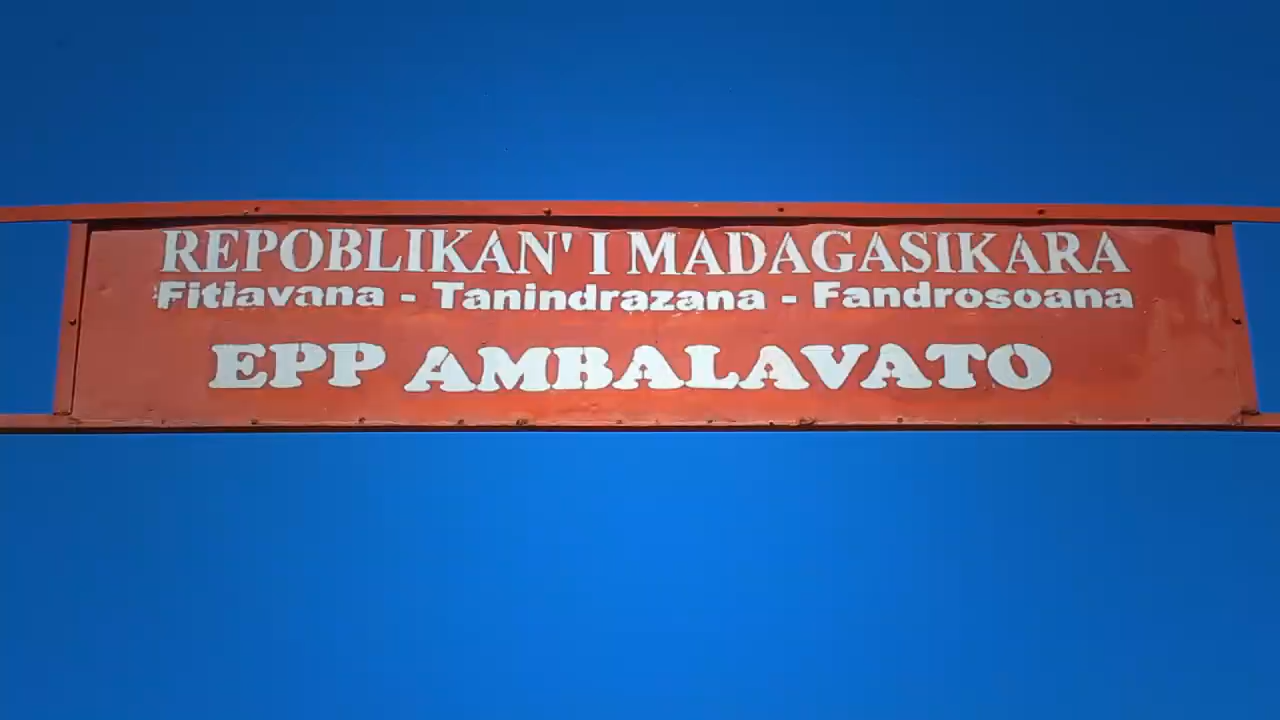 REPOBLIKAN' I MADAGASIKARA
Fitiavana - Tanindrazana - Fandrosoana
EPP AMBALAVATO